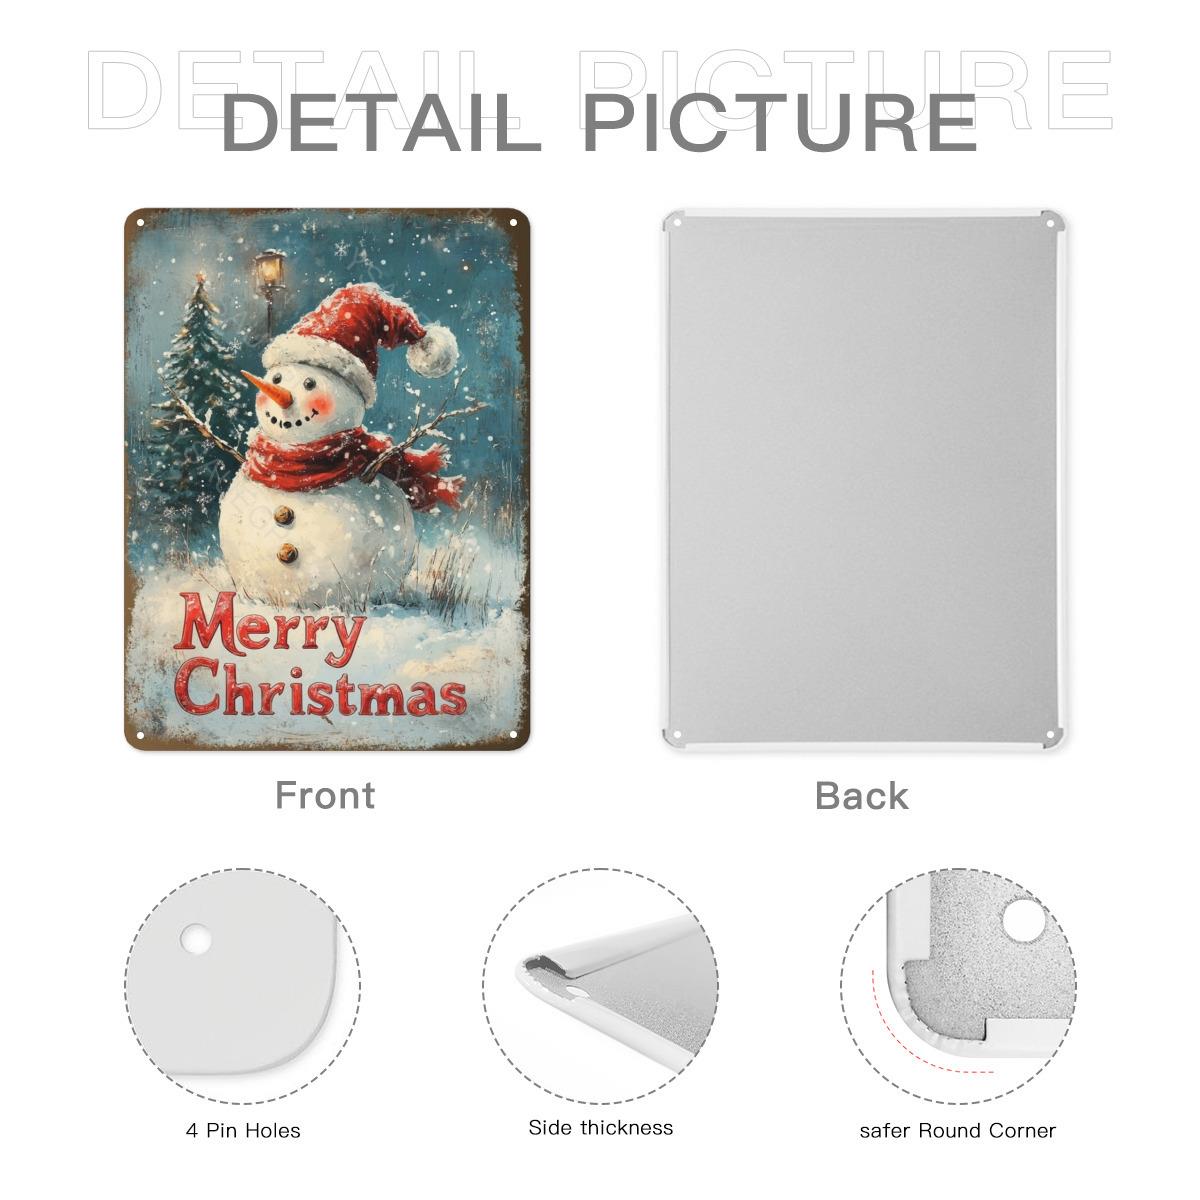 DETAIL PICTURE
DETAIL PICTURE
Merry
Christmas
Front
Back
4 Pin Holes
Side thickness
safer Round Corner